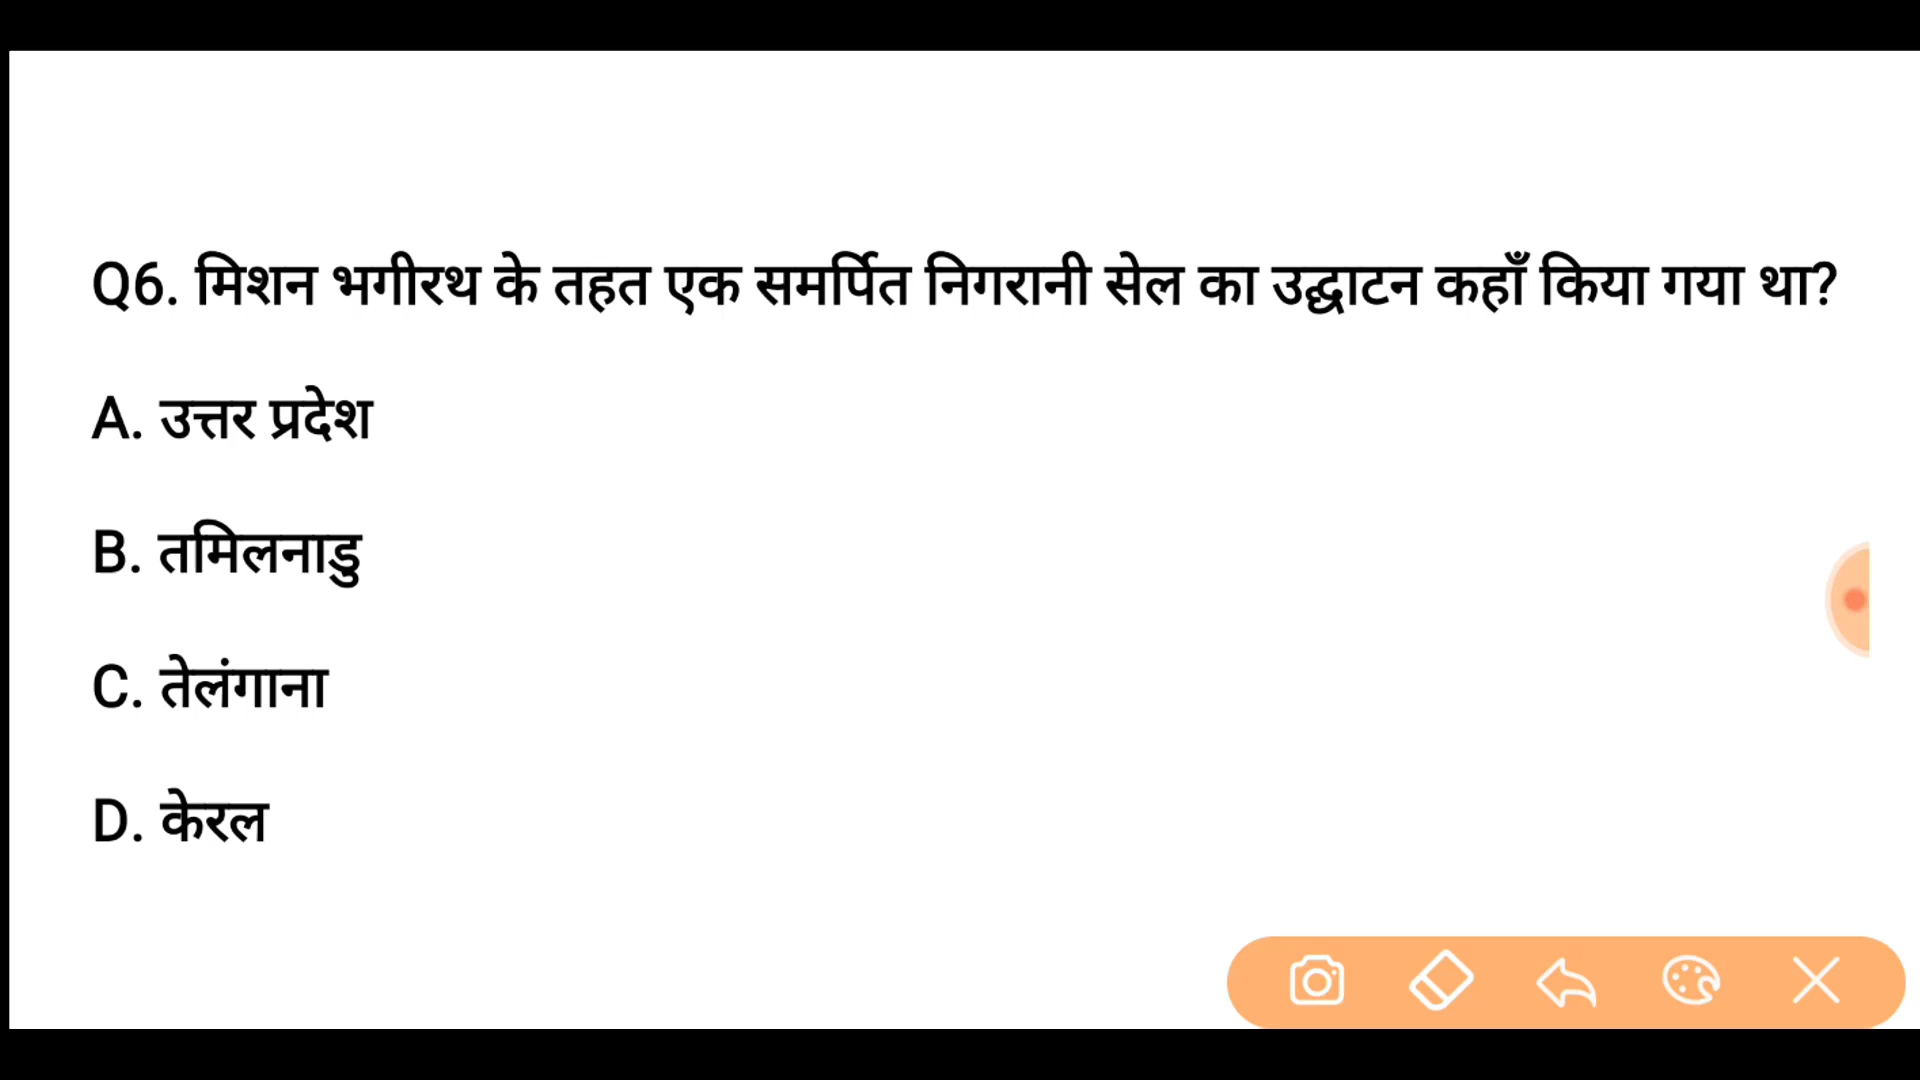 Q6. मिशन भगीरथ के तहत एक समर्पित निगरानी सेल का उद्घाटन कहाँ किया गया था?
A. उत्तर प्रदेश
B. तमिलनाडु
C. तेलंगाना
D. केरल